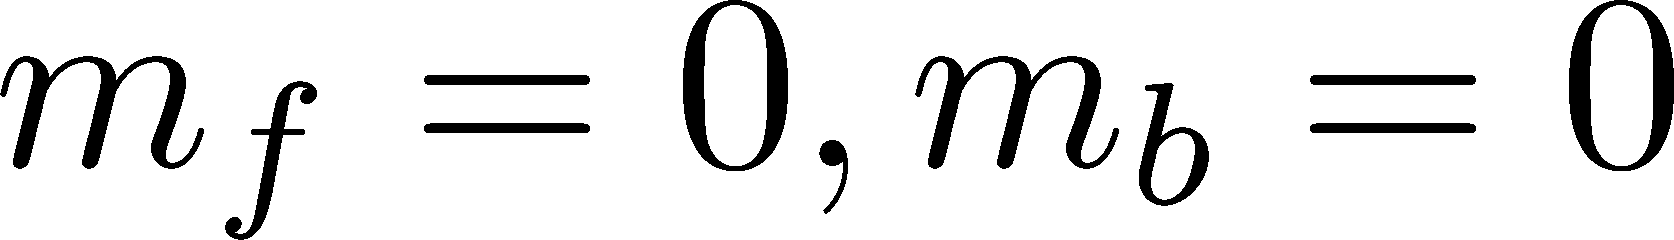 m_f = 0, m_b = 0